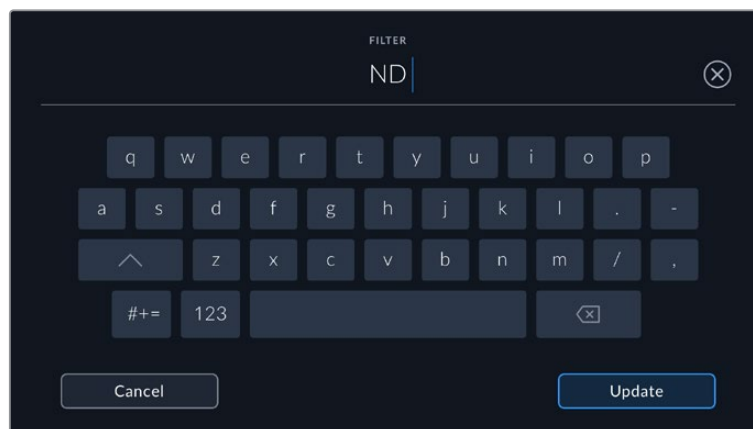 FILTER
ND
q w e r t y u i o p
a s d f g h j k l . -
z x c v b n m / ,
#+= 123
Cancel Update